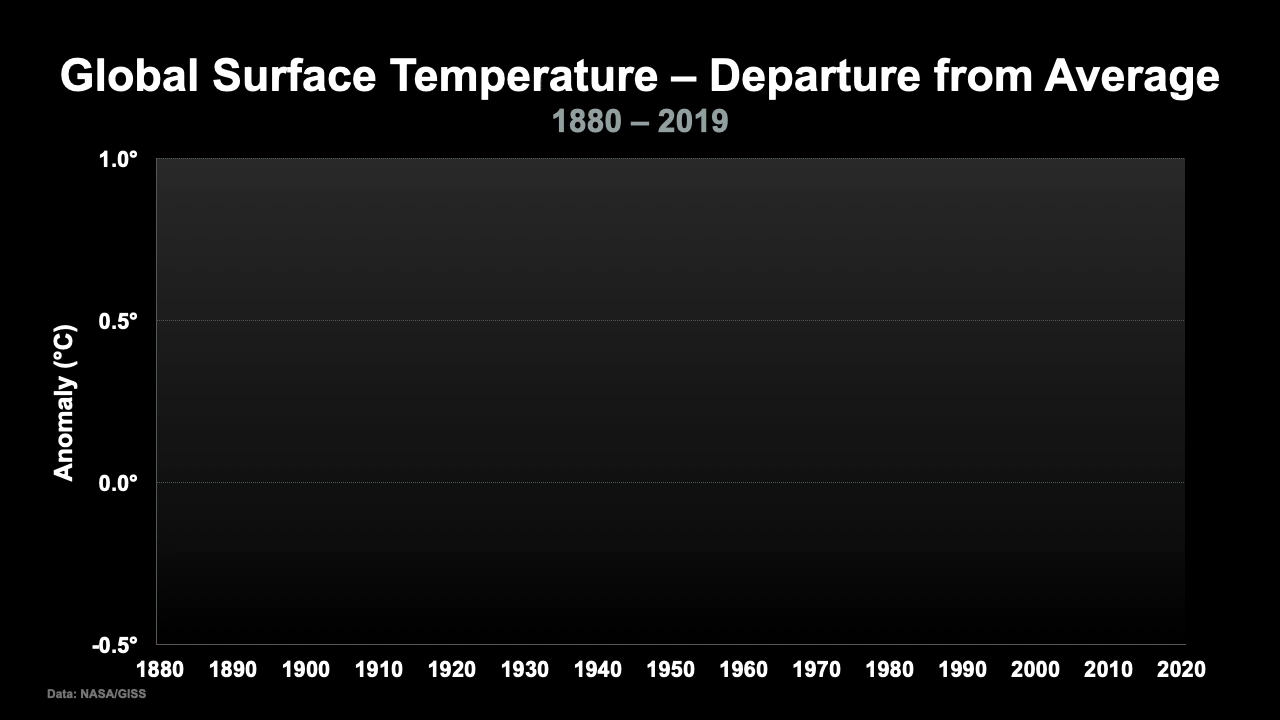 Global Surface Temperature – Departure from Average
1880 – 2019
1.0°
0.5°
Anomaly (°C)
0.0°
-0.5°
1880 1890 1900 1910 1920 1930 1940 1950 1960 1970 1980 1990 2000 2010 2020
Data: NASA/GISS